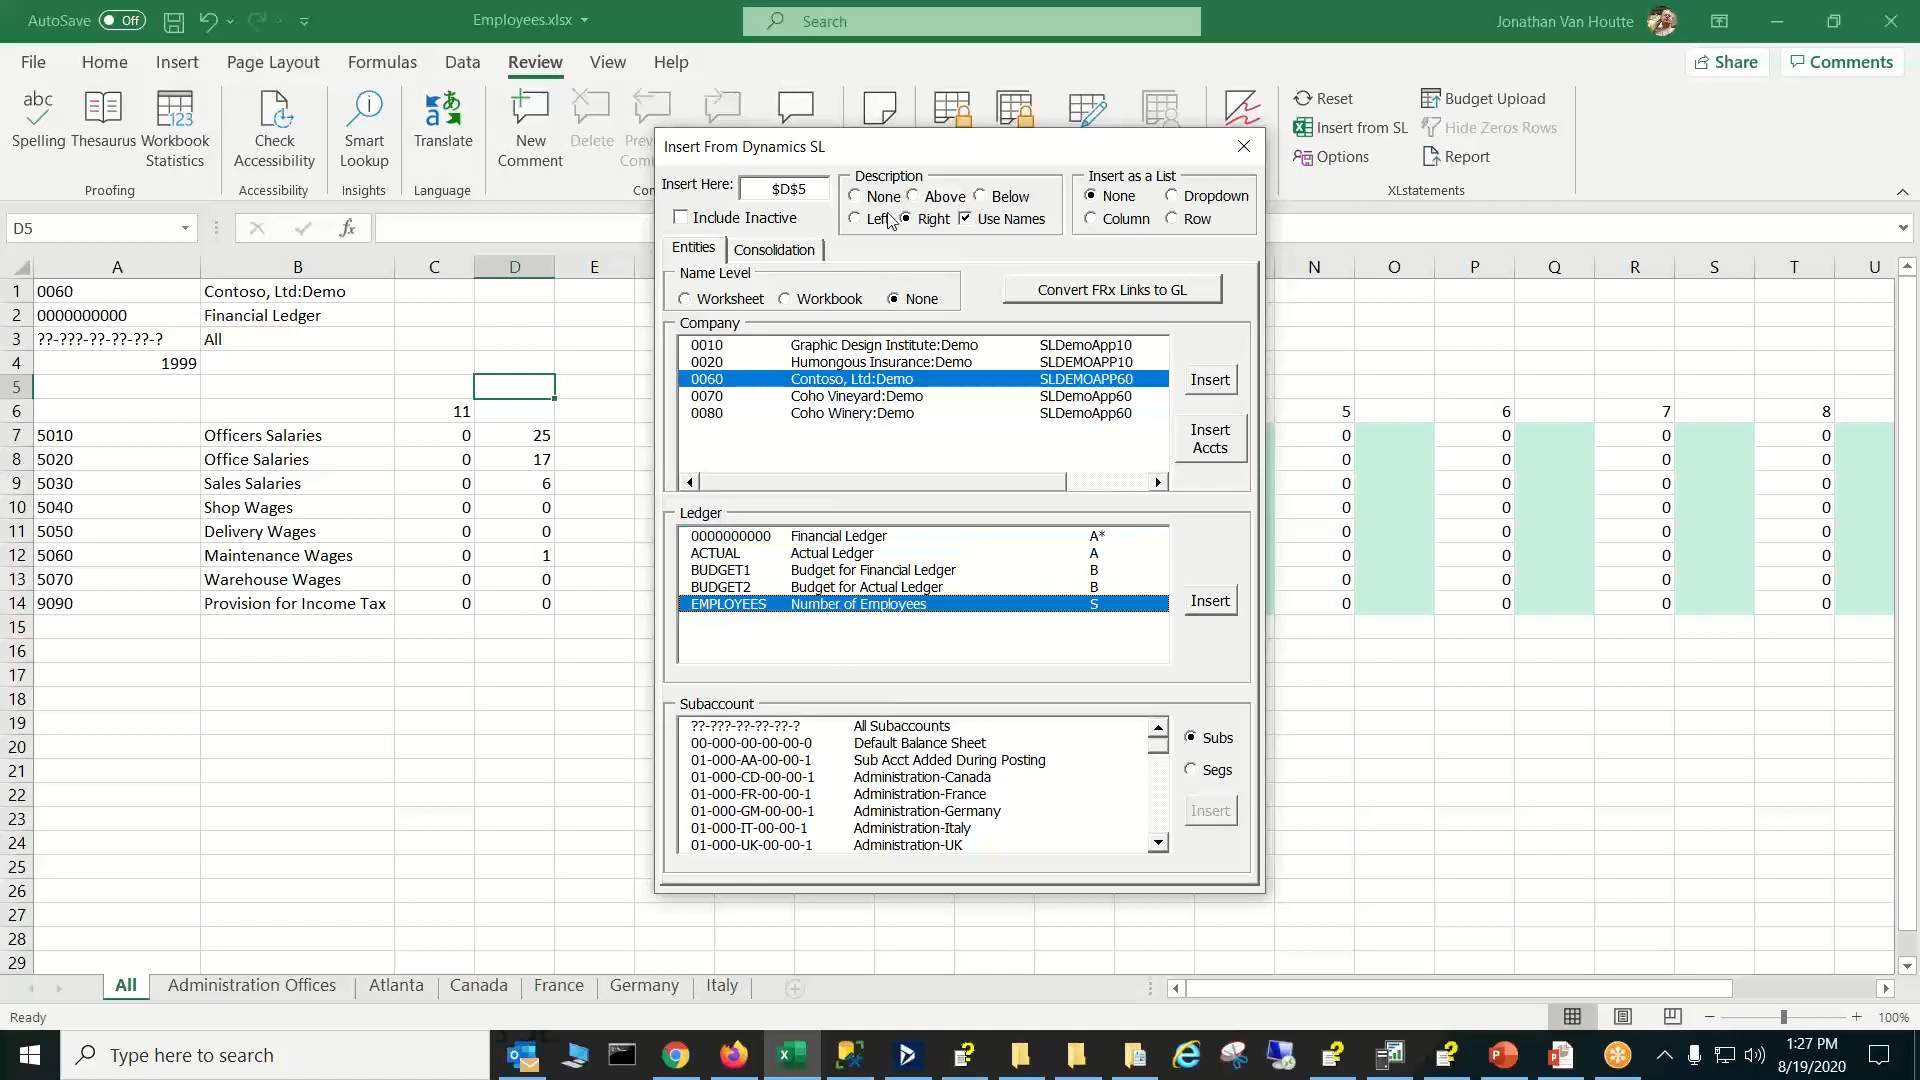 AutoSave Off Employees.xlsx Search Jonathan Van Houtte
File Home Insert Page Layout Formulas Data Review View Help Share Comments
Spelling Thesaurus Workbook Statistics
Check Accessibility
Smart Lookup
Translate
New Comment
Delete
Proofing Accessibility Insights Language
Reset Budget Upload
Insert from SL Hide Zeros Rows
Options Report
XLstatements
D5 fx
A B C D E N O P Q R S T U
1 0060 Contoso, Ltd:Demo
2 0000000000 Financial Ledger
3 ??-???-??-??-??-? All
4 1999
5
6 11 5 6 7 8
7 5010 Officers Salaries 0 25 0 0 0 0
8 5020 Office Salaries 0 17 0 0 0 0
9 5030 Sales Salaries 0 6 0 0 0 0
10 5040 Shop Wages 0 0 0 0 0 0
11 5050 Delivery Wages 0 0 0 0 0 0
12 5060 Maintenance Wages 0 1 0 0 0 0
13 5070 Warehouse Wages 0 0 0 0 0 0
14 9090 Provision for Income Tax 0 0 0 0 0 0
15
16
17
18
19
20
21
22
23
24
25
26
27
28
29
Insert From Dynamics SL
Insert Here: $D$5
Include Inactive
Description
None Above Below
Left Right Use Names
Insert as a List
None Dropdown
Column Row
Entities Consolidation
Name Level
Worksheet Workbook None
Convert FRx Links to GL
Company
0010 Graphic Design Institute:Demo SLDemoApp10
0020 Humongous Insurance:Demo SLDEMOAPP10
0060 Contoso, Ltd:Demo SLDEMOAPP60
0070 Coho Vineyard:Demo SLDemoApp60
0080 Coho Winery:Demo SLDemoApp60
Insert
Insert Accts
Ledger
0000000000 Financial Ledger A*
ACTUAL Actual Ledger A
BUDGET1 Budget for Financial Ledger B
BUDGET2 Budget for Actual Ledger B
EMPLOYEES Number of Employees S
Insert
Subaccount
??-???-??-??-??-? All Subaccounts
00-000-00-00-00-0 Default Balance Sheet
01-000-AA-00-00-1 Sub Acct Added During Posting
01-000-CD-00-00-1 Administration-Canada
01-000-FR-00-00-1 Administration-France
01-000-GM-00-00-1 Administration-Germany
01-000-IT-00-00-1 Administration-Italy
01-000-UK-00-00-1 Administration-UK
Subs
Segs
Insert
All Administration Offices Atlanta Canada France Germany Italy
Ready 100%
Type here to search
1:27 PM
8/19/2020